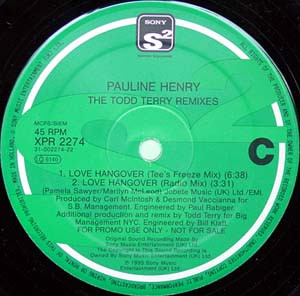 SONY
S2
PAULINE HENRY
THE TODD TERRY REMIXES
MCPS/BIEM
45 RPM
XPR 2274
31-002274-22
LC 6140
C
1. LOVE HANGOVER (Tee's Freeze Mix) (6:38)
2. LOVE HANGOVER (Radio Mix) (3:31)
(Pamela Sawyer/Marilyn McLeod) Jobete Music (UK) Ltd./EMI.
Produced by Carl McIntosh & Desmond Vaccianna for
S.B. Management. Engineered by Paul Rabiger
Additional production and remix by Todd Terry for Big
Management NYC. Engineered by Bill Klatt.
FOR PROMO USE ONLY - NOT FOR SALE
Original Sound Recording Made By
Sony Music Entertainment (UK) Ltd.
The Copyright In This Sound Recording is
Owned By Sony Music Entertainment (UK) Ltd.
℗ 1995 Sony Music
Entertainment (UK) Ltd